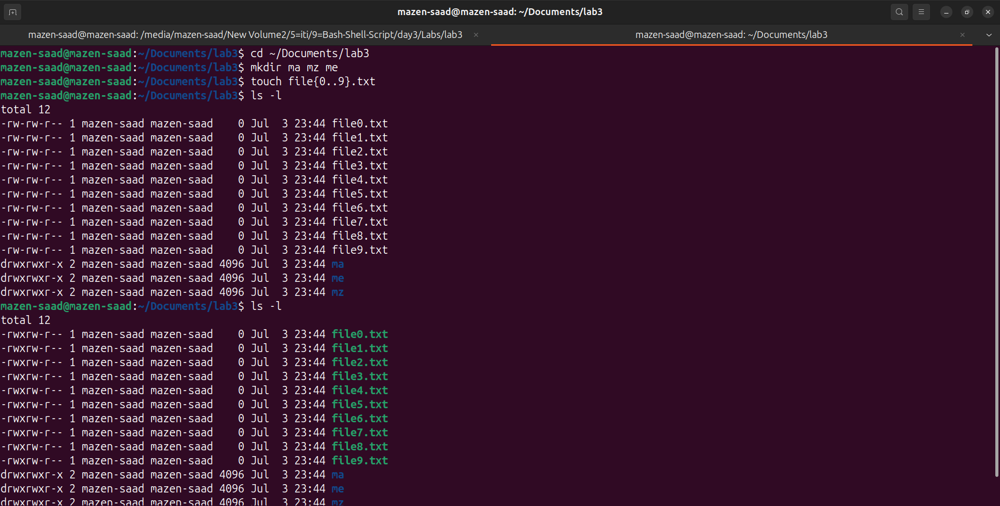 mazen-saad@mazen-saad: ~/Documents/lab3
mazen-saad@mazen-saad: /media/mazen-saad/New Volume2/5=iti/9=Bash-Shell-Script/day3/Labs/lab3
mazen-saad@mazen-saad: ~/Documents/lab3
mazen-saad@mazen-saad:~/Documents/lab3$ cd ~/Documents/lab3
mazen-saad@mazen-saad:~/Documents/lab3$ mkdir ma mz me
mazen-saad@mazen-saad:~/Documents/lab3$ touch file{0..9}.txt
mazen-saad@mazen-saad:~/Documents/lab3$ ls -l
total 12
-rw-rw-r-- 1 mazen-saad mazen-saad    0 Jul  3 23:44 file0.txt
-rw-rw-r-- 1 mazen-saad mazen-saad    0 Jul  3 23:44 file1.txt
-rw-rw-r-- 1 mazen-saad mazen-saad    0 Jul  3 23:44 file2.txt
-rw-rw-r-- 1 mazen-saad mazen-saad    0 Jul  3 23:44 file3.txt
-rw-rw-r-- 1 mazen-saad mazen-saad    0 Jul  3 23:44 file4.txt
-rw-rw-r-- 1 mazen-saad mazen-saad    0 Jul  3 23:44 file5.txt
-rw-rw-r-- 1 mazen-saad mazen-saad    0 Jul  3 23:44 file6.txt
-rw-rw-r-- 1 mazen-saad mazen-saad    0 Jul  3 23:44 file7.txt
-rw-rw-r-- 1 mazen-saad mazen-saad    0 Jul  3 23:44 file8.txt
-rw-rw-r-- 1 mazen-saad mazen-saad    0 Jul  3 23:44 file9.txt
drwxrwxr-x 2 mazen-saad mazen-saad 4096 Jul  3 23:44 ma
drwxrwxr-x 2 mazen-saad mazen-saad 4096 Jul  3 23:44 me
drwxrwxr-x 2 mazen-saad mazen-saad 4096 Jul  3 23:44 mz
mazen-saad@mazen-saad:~/Documents/lab3$ ls -l
total 12
-rwxrw-r-- 1 mazen-saad mazen-saad    0 Jul  3 23:44 file0.txt
-rwxrw-r-- 1 mazen-saad mazen-saad    0 Jul  3 23:44 file1.txt
-rwxrw-r-- 1 mazen-saad mazen-saad    0 Jul  3 23:44 file2.txt
-rwxrw-r-- 1 mazen-saad mazen-saad    0 Jul  3 23:44 file3.txt
-rwxrw-r-- 1 mazen-saad mazen-saad    0 Jul  3 23:44 file4.txt
-rwxrw-r-- 1 mazen-saad mazen-saad    0 Jul  3 23:44 file5.txt
-rwxrw-r-- 1 mazen-saad mazen-saad    0 Jul  3 23:44 file6.txt
-rwxrw-r-- 1 mazen-saad mazen-saad    0 Jul  3 23:44 file7.txt
-rwxrw-r-- 1 mazen-saad mazen-saad    0 Jul  3 23:44 file8.txt
-rwxrw-r-- 1 mazen-saad mazen-saad    0 Jul  3 23:44 file9.txt
drwxrwxr-x 2 mazen-saad mazen-saad 4096 Jul  3 23:44 ma
drwxrwxr-x 2 mazen-saad mazen-saad 4096 Jul  3 23:44 me
drwxrwxr-x 2 mazen-saad mazen-saad 4096 Jul  3 23:44 mz